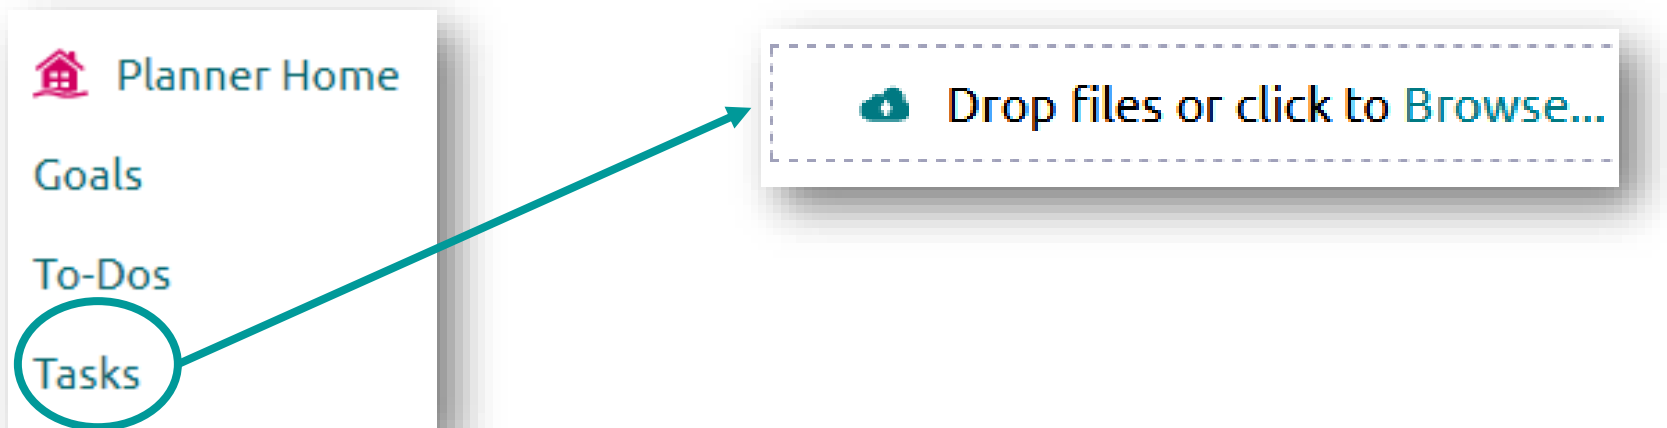 Planner Home
Goals
To-Dos
Tasks
Drop files or click to Browse...